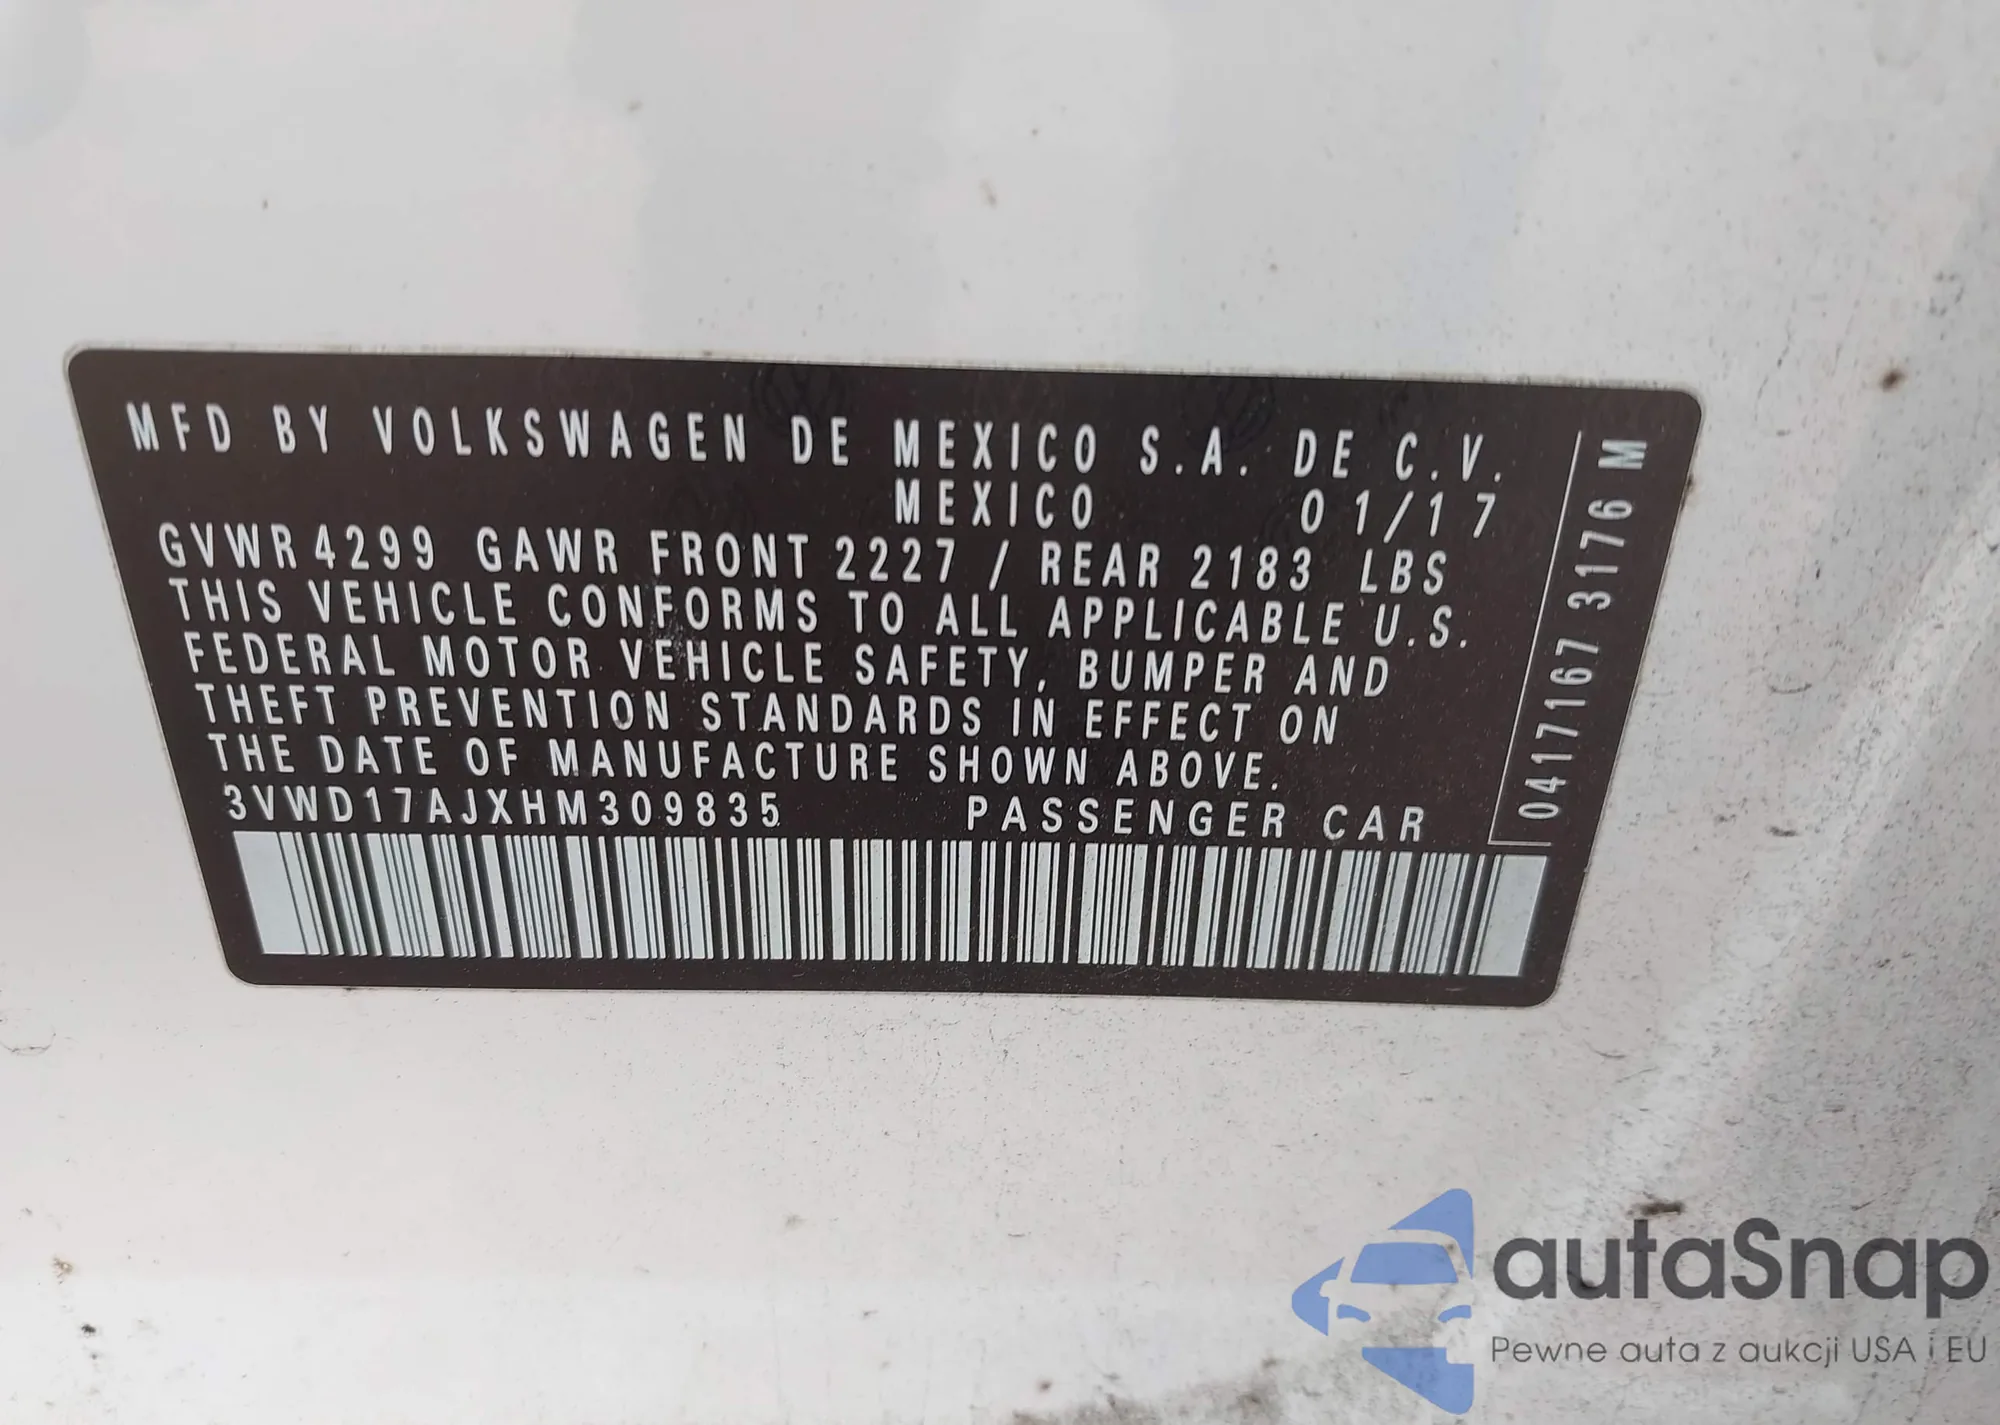 MFD BY VOLKSWAGEN DE MEXICO S.A. DE C.V.
MEXICO 01/17
GVWR 4299 GAWR FRONT 2227 / REAR 2183 LBS
THIS VEHICLE CONFORMS TO ALL APPLICABLE U.S.
FEDERAL MOTOR VEHICLE SAFETY, BUMPER AND
THEFT PREVENTION STANDARDS IN EFFECT ON
THE DATE OF MANUFACTURE SHOWN ABOVE.
3VWD17AJXHM309835 PASSENGER CAR
0417167 3176 M
autaSnap
Pewne auta z aukcji USA i EU